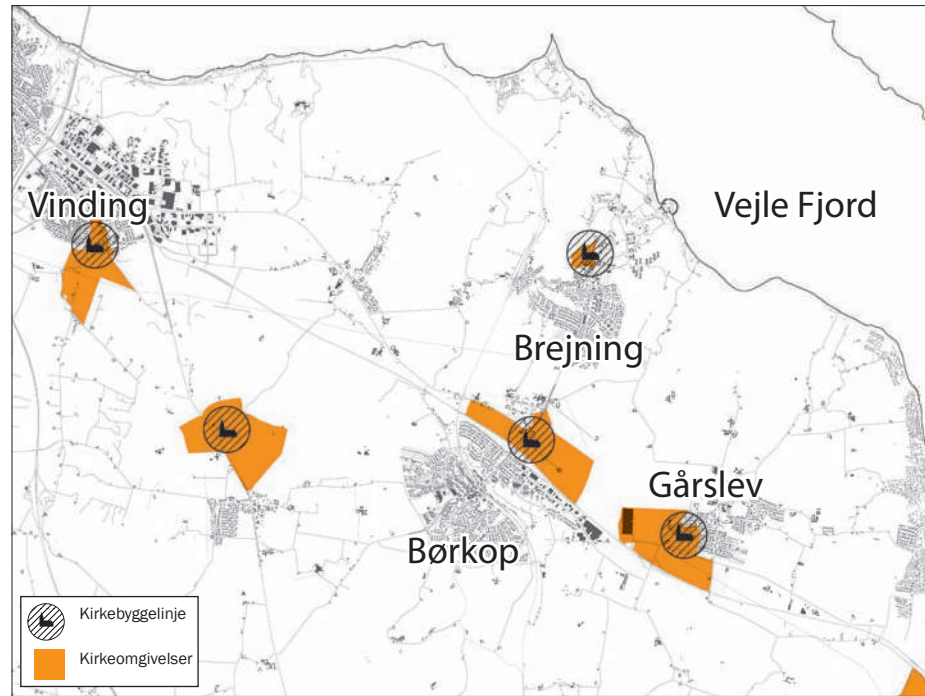 Vinding
Vejle Fjord
Brejning
Gårslev
Børkop
Kirkebyggelinje
Kirkeomgivelser